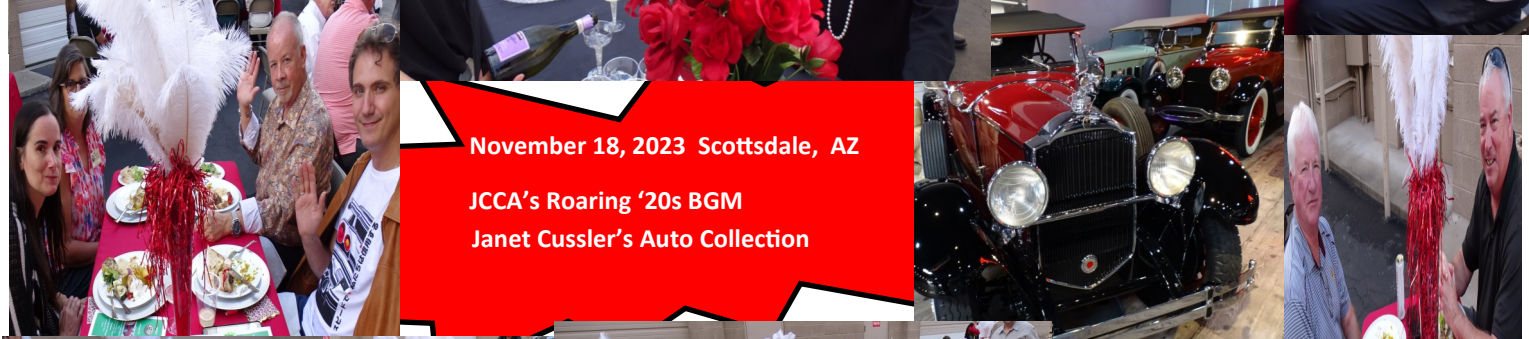 November 18, 2023 Scottsdale, AZ
JCCA's Roaring ‘20s BGM
Janet Cussler’s Auto Collection